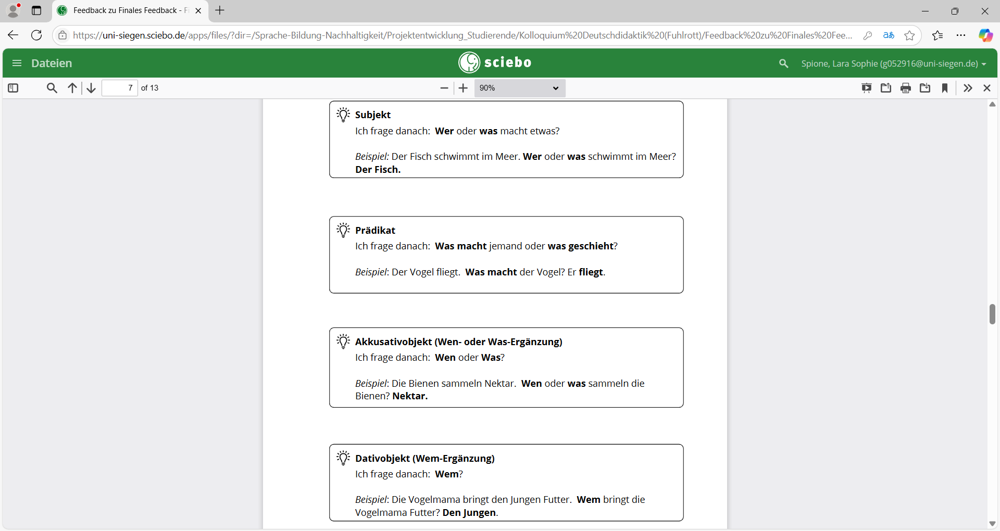 Feedback zu Finales Feedback - Fi
https://uni-siegen.sciebo.de/apps/files/?dir=/Sprache-Bildung-Nachhaltigkeit/Projektentwicklung_Studierende/Kolloquium%20Deutschdidaktik%20(Fuhlrott)/Feedback%20zu%20Finales%20Fee...
Dateien
sciebo
Spione, Lara Sophie (g052916@uni-siegen.de)
7 of 13
90%
Subjekt
Ich frage danach: Wer oder was macht etwas?
Beispiel: Der Fisch schwimmt im Meer. Wer oder was schwimmt im Meer?
Der Fisch.
Prädikat
Ich frage danach: Was macht jemand oder was geschieht?
Beispiel: Der Vogel fliegt. Was macht der Vogel? Er fliegt.
Akkusativobjekt (Wen- oder Was-Ergänzung)
Ich frage danach: Wen oder Was?
Beispiel: Die Bienen sammeln Nektar. Wen oder was sammeln die
Bienen? Nektar.
Dativobjekt (Wem-Ergänzung)
Ich frage danach: Wem?
Beispiel: Die Vogelmama bringt den Jungen Futter. Wem bringt die
Vogelmama Futter? Den Jungen.